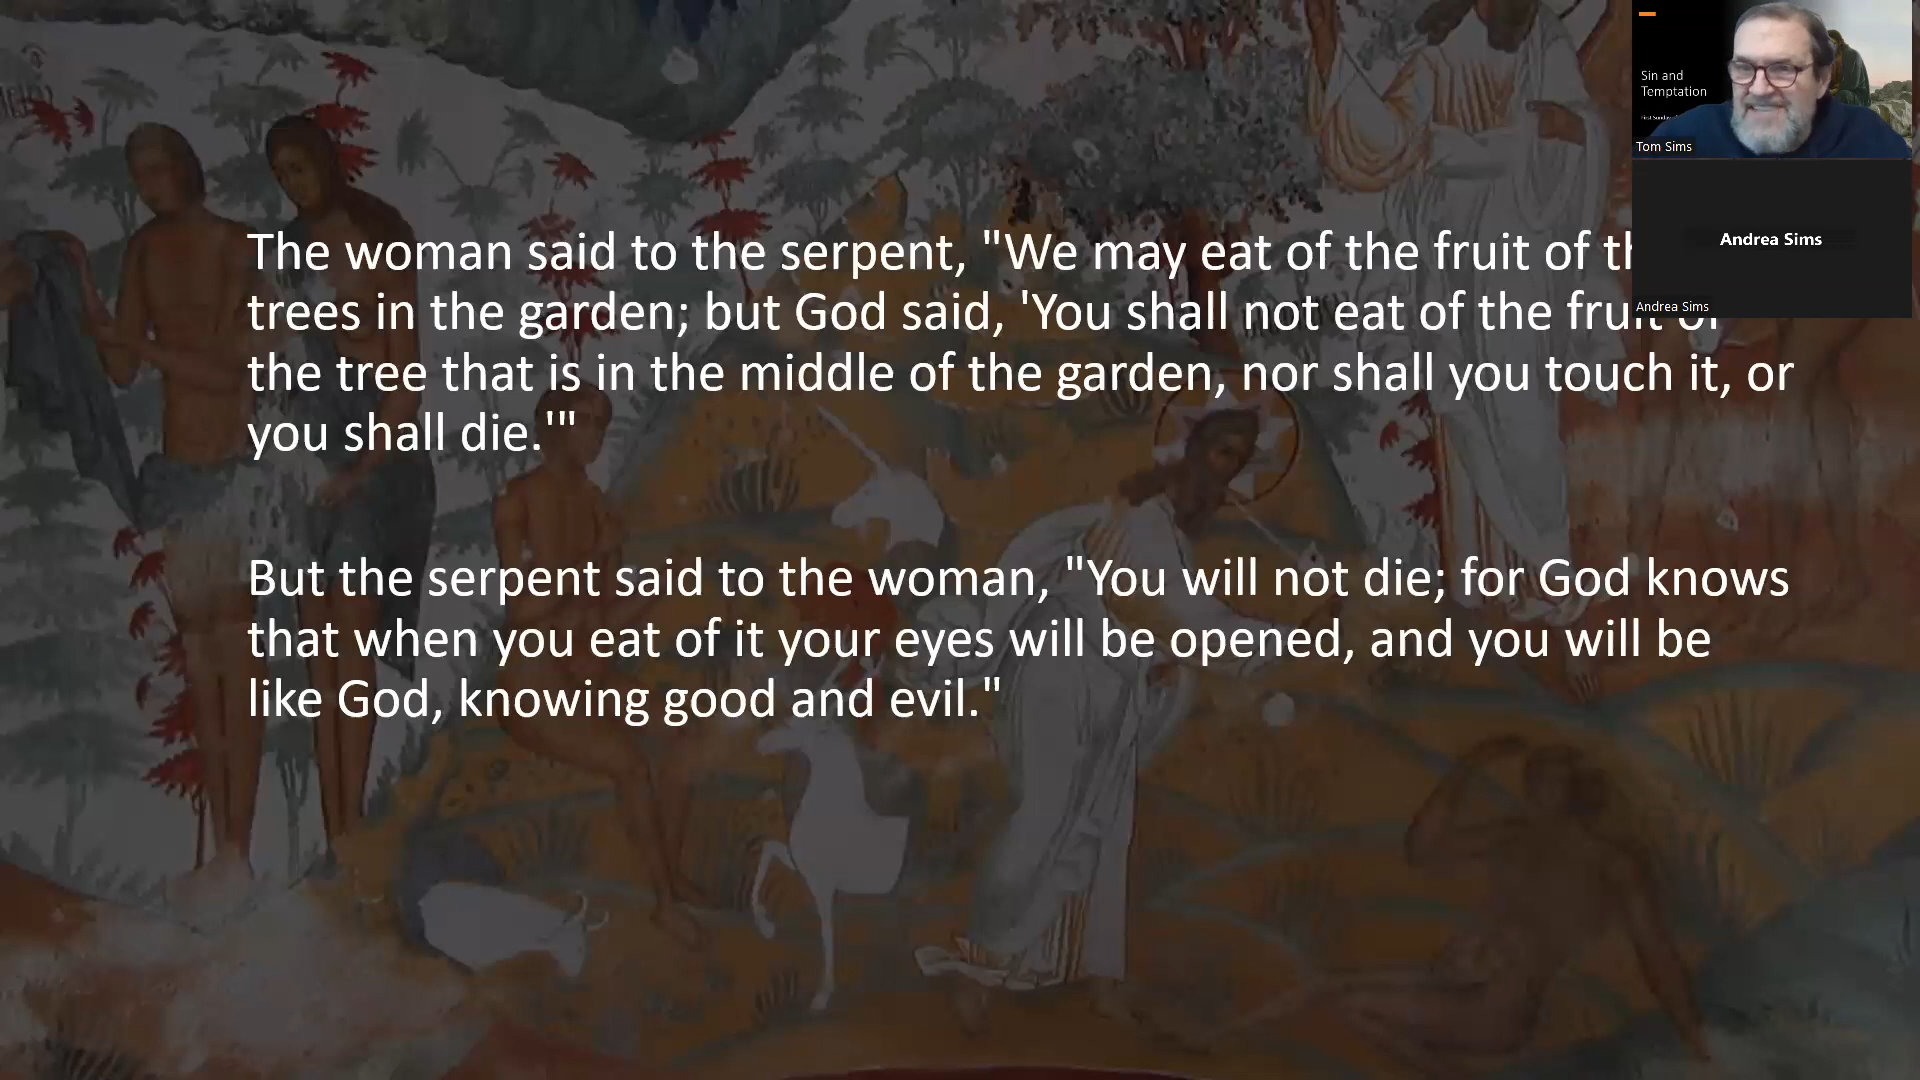 The woman said to the serpent, "We may eat of the fruit of
trees in the garden; but God said, 'You shall not eat of the fruit of
the tree that is in the middle of the garden, nor shall you touch it, or
you shall die.'"
But the serpent said to the woman, "You will not die; for God knows
that when you eat of it your eyes will be opened, and you will be
like God, knowing good and evil."
Sin and
Temptation
Tom Sims
Andrea Sims
Andrea Sims